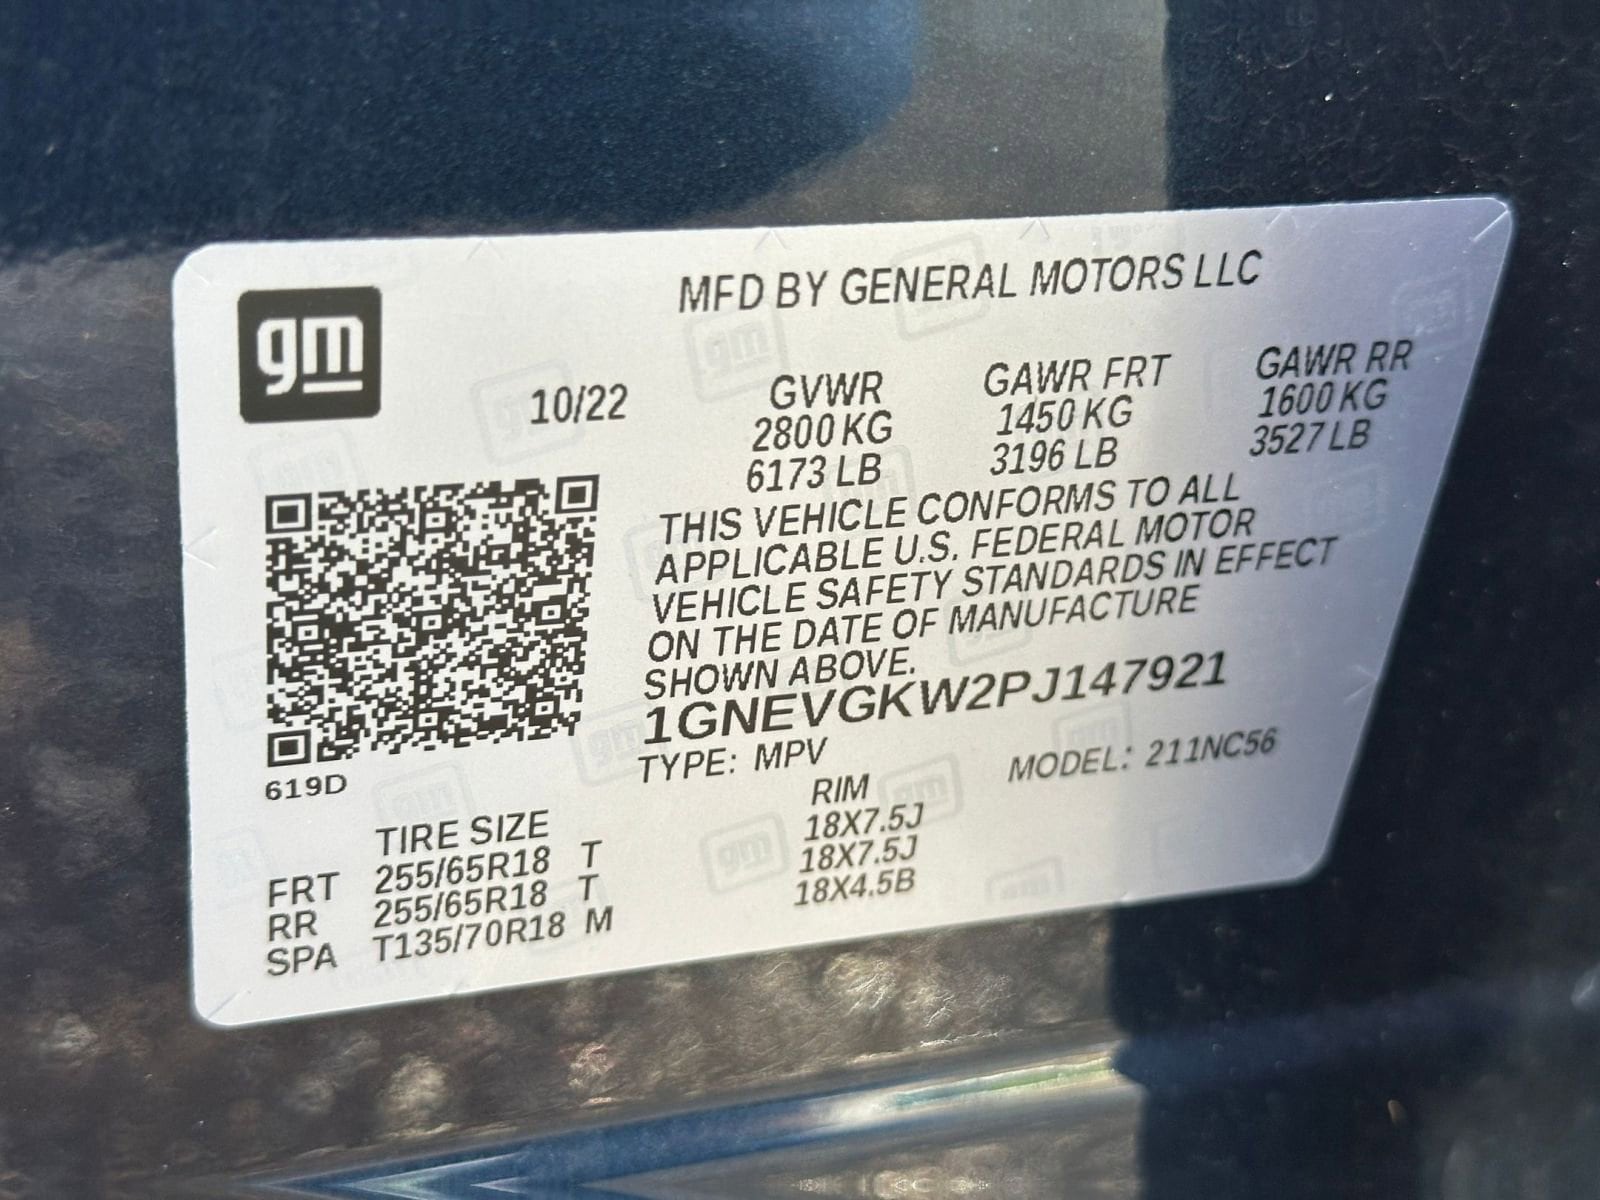 gm
MFD BY GENERAL MOTORS LLC
10/22 GVWR GAWR FRT GAWR RR
2800 KG 1450 KG 1600 KG
6173 LB 3196 LB 3527 LB
THIS VEHICLE CONFORMS TO ALL
APPLICABLE U.S. FEDERAL MOTOR
VEHICLE SAFETY STANDARDS IN EFFECT
ON THE DATE OF MANUFACTURE
SHOWN ABOVE.
1GNEVGKW2PJ147921
TYPE: MPV MODEL: 211NC56
619D
TIRE SIZE RIM
FRT 255/65R18 T 18X7.5J
RR 255/65R18 T 18X7.5J
SPA T135/70R18 M 18X4.5B